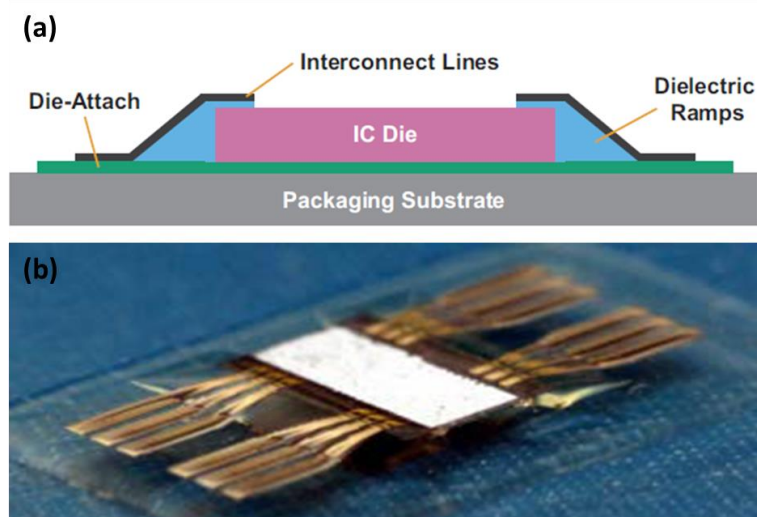 (a)
Interconnect Lines
Die-Attach
Dielectric
Ramps
IC Die
Packaging Substrate
(b)